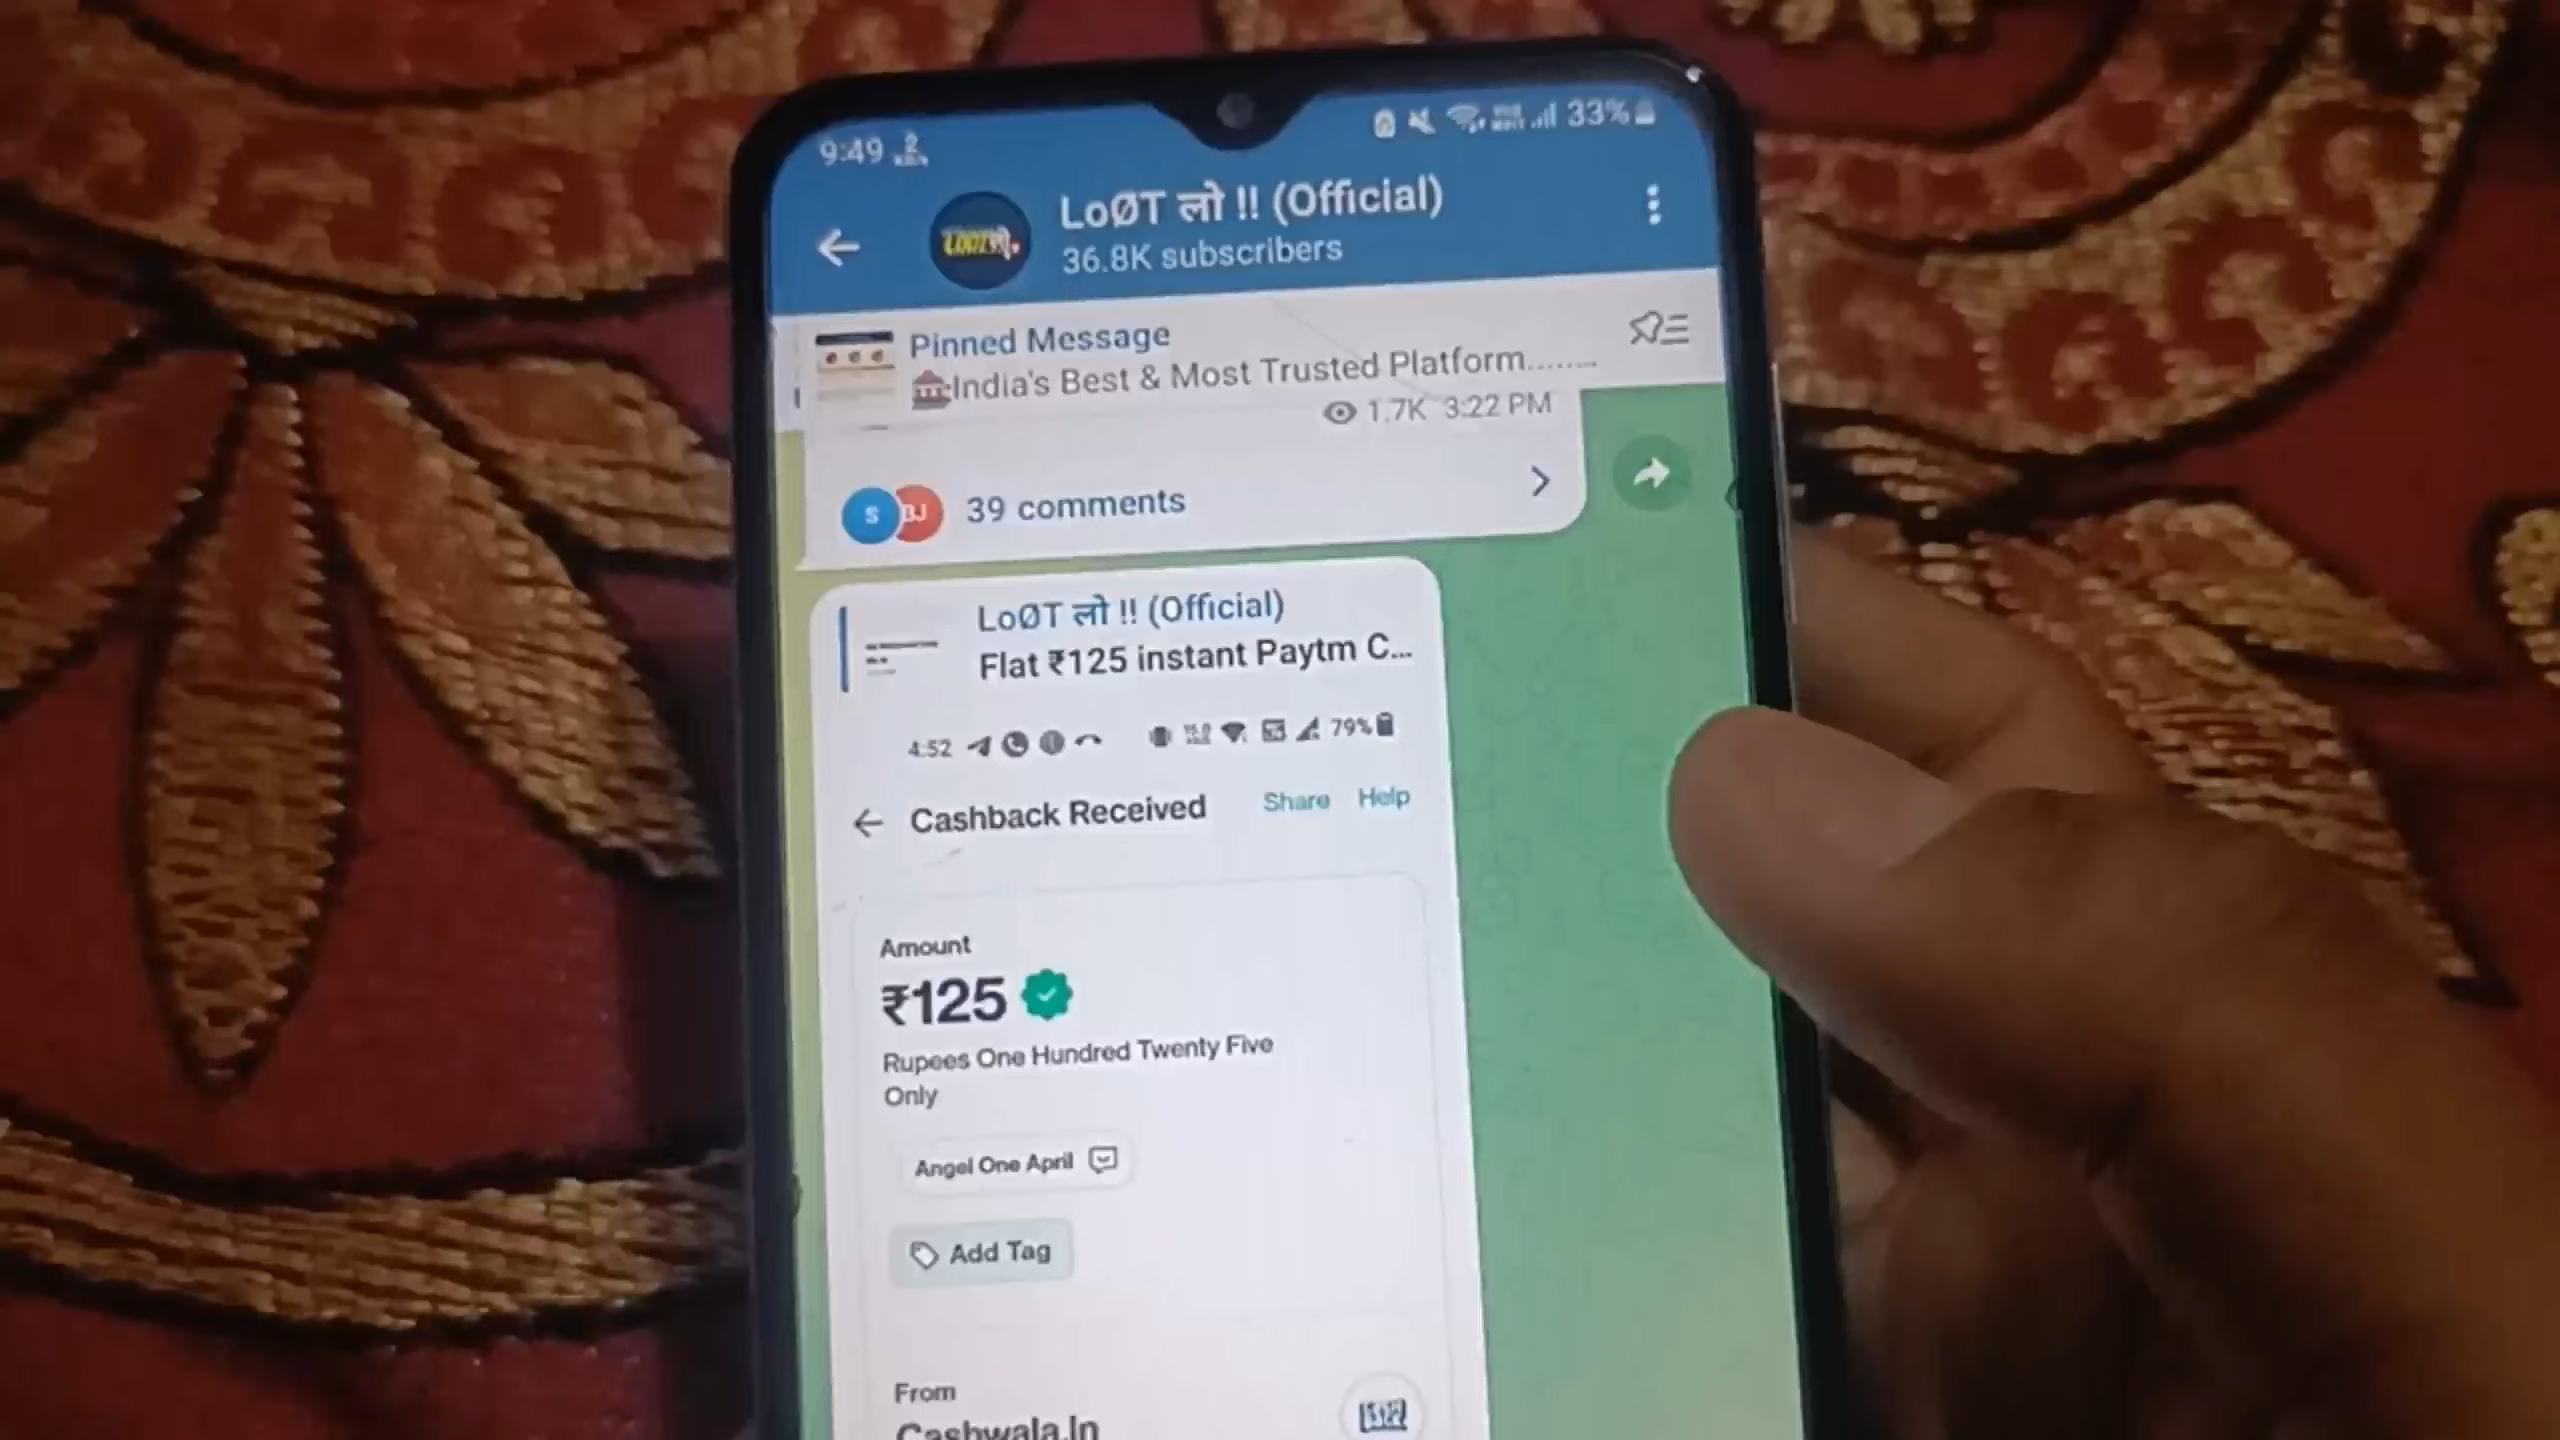 9:49
33%
LoØT लो !! (Official)
36.8K subscribers
Pinned Message
India's Best & Most Trusted Platform........
1.7K 3:22 PM
S BJ 39 comments
LoØT लो !! (Official)
Flat ₹125 instant Paytm C...
4:52 79%
Cashback Received Share Help
Amount
₹125
Rupees One Hundred Twenty Five
Only
Angel One April
Add Tag
From
Cashwala.In